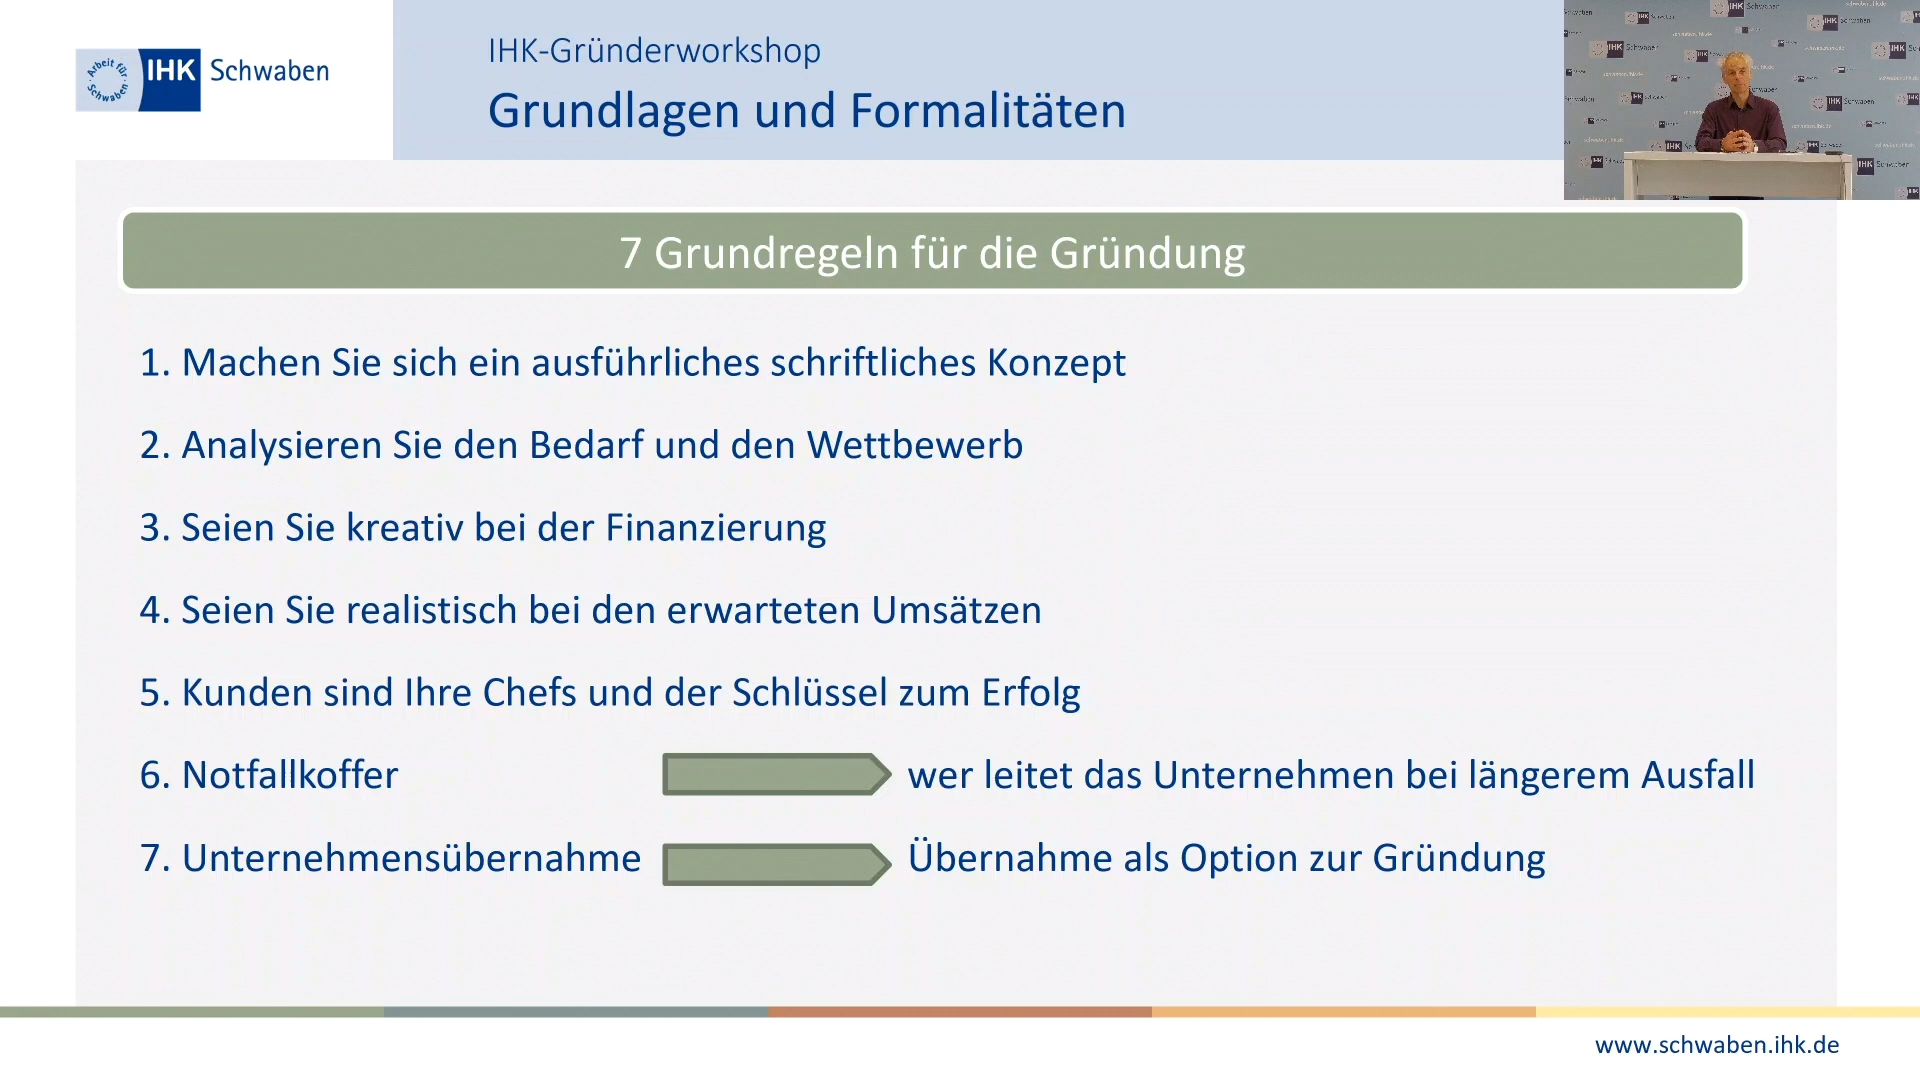 Arbeit für Schwaben
IHK Schwaben
IHK-Gründerworkshop
Grundlagen und Formalitäten
7 Grundregeln für die Gründung
1. Machen Sie sich ein ausführliches schriftliches Konzept
2. Analysieren Sie den Bedarf und den Wettbewerb
3. Seien Sie kreativ bei der Finanzierung
4. Seien Sie realistisch bei den erwarteten Umsätzen
5. Kunden sind Ihre Chefs und der Schlüssel zum Erfolg
6. Notfallkoffer wer leitet das Unternehmen bei längerem Ausfall
7. Unternehmensübernahme Übernahme als Option zur Gründung
www.schwaben.ihk.de